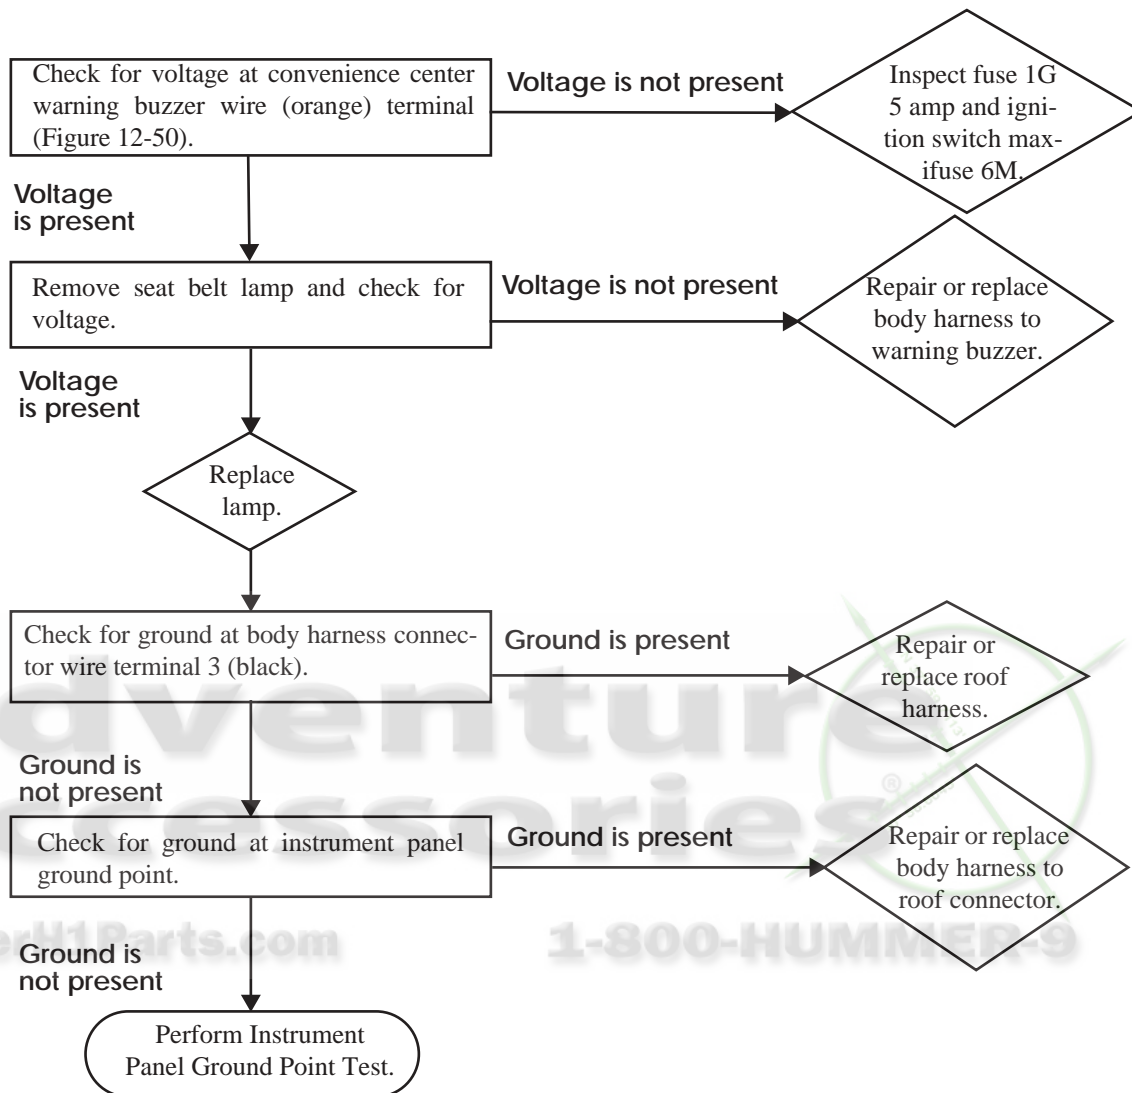 Check for voltage at convenience center
warning buzzer wire (orange) terminal
(Figure 12-50).
Voltage is not present
Inspect fuse 1G
5 amp and igni-
tion switch max-
ifuse 6M.
Voltage
is present
Remove seat belt lamp and check for
voltage.
Voltage is not present
Repair or replace
body harness to
warning buzzer.
Voltage
is present
Replace
lamp.
Check for ground at body harness connec-
tor wire terminal 3 (black).
Ground is present
Repair or
replace roof
harness.
dventure
Ground is
not present
ccessories
®
Check for ground at instrument panel
ground point.
Ground is present
Repair or replace
body harness to
roof connector.
erH1Parts.com
1-800-HUMMER-9
Ground is
not present
Perform Instrument
Panel Ground Point Test.